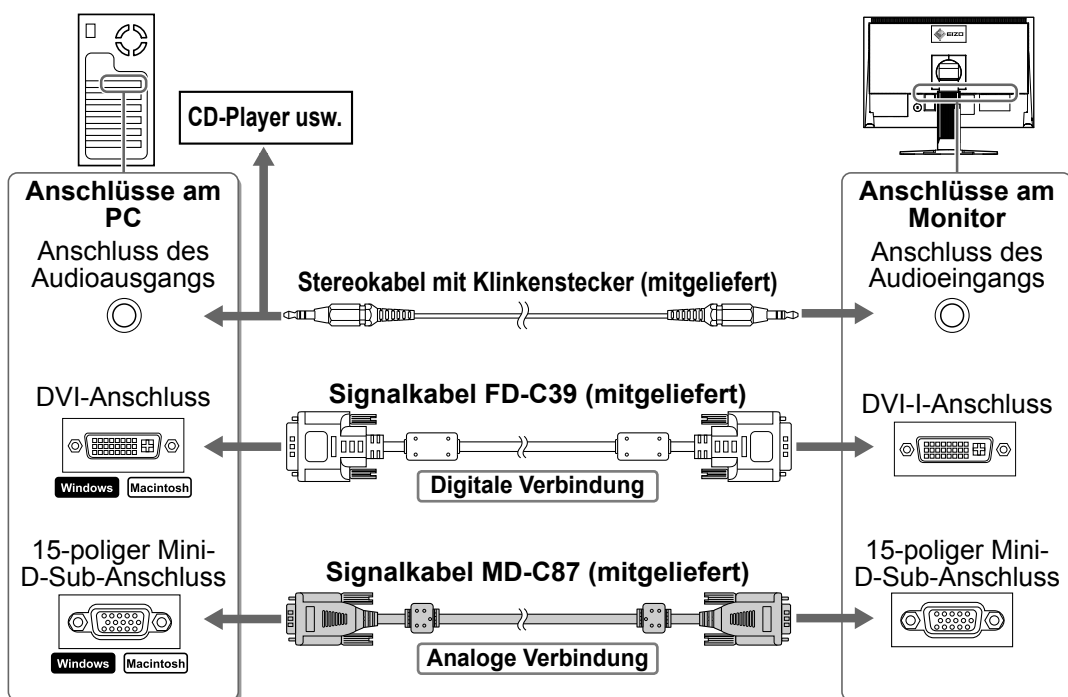 EIZO
CD-Player usw.
Anschlüsse am
PC
Anschluss des
Audioausgangs
Stereokabel mit Klinkenstecker (mitgeliefert)
Anschlüsse am
Monitor
Anschluss des
Audioeingangs
DVI-Anschluss
Windows Macintosh
Signalkabel FD-C39 (mitgeliefert)
Digitale Verbindung
DVI-I-Anschluss
15-poliger Mini-
D-Sub-Anschluss
Windows Macintosh
Signalkabel MD-C87 (mitgeliefert)
Analoge Verbindung
15-poliger Mini-
D-Sub-Anschluss